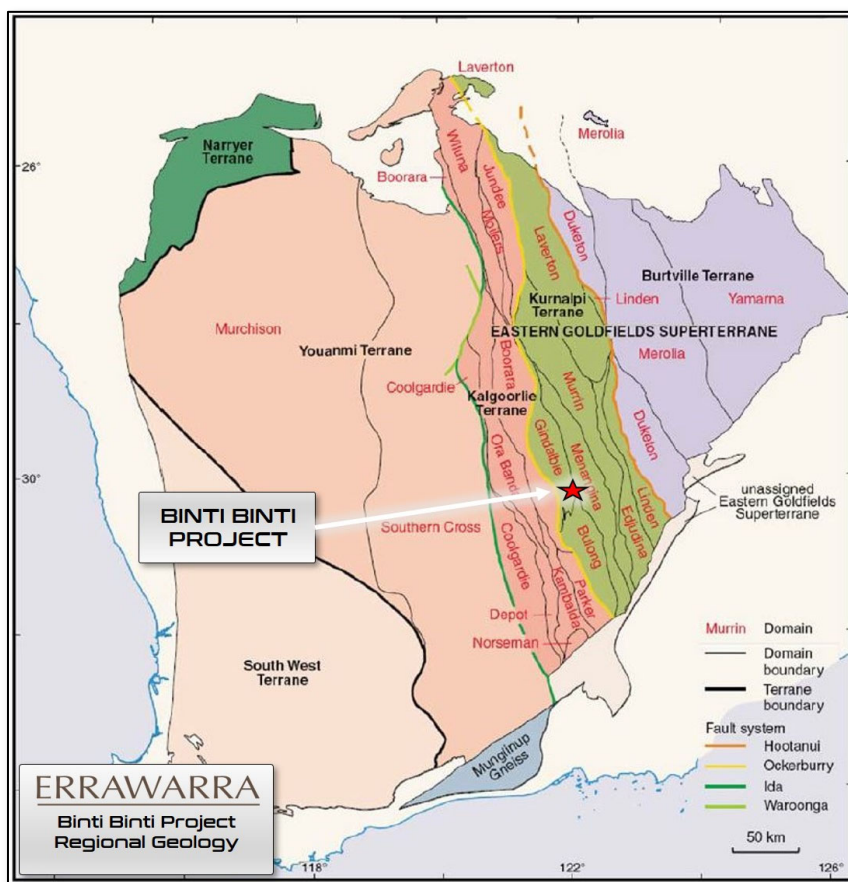 Laverton
Narryer
Terrane
Merolia
26°
Wiluna
Boorara
Jundee
Moilers
Duketon
Laverton
Burtville Terrane
Kurnalpi
Terrane
Linden
Yamarna
Murchison
EASTERN GOLDFIELDS SUPERTERRANE
Youanmi Terrane
Boorara
Merolia
Coolgardie
Murrin
Kalgoorlie
Terrane
Duketon
Gindalbie
Ora Banda
Menangina
30°
unassigned
Eastern Goldfields
Superterrane
BINTI BINTI
PROJECT
Linden
Edjudina
Southern Cross
Coolgardie
Bulong
Parker
Kambalda
Depot
Norseman
Murrin Domain
Domain
boundary
Terrane
boundary
South West
Terrane
Fault system
Hootanui
Ockerburry
Ida
Waroonga
Munglinup
Gneiss
ERRAWARRA
Binti Binti Project
Regional Geology
50 km
118°
122°
126°